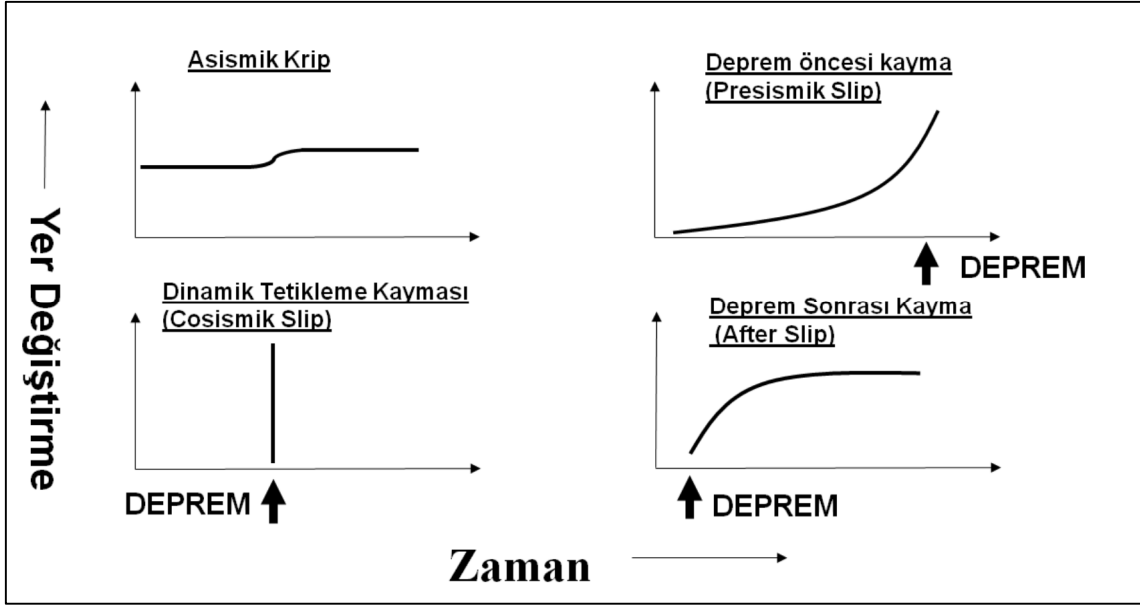 Asismik Krip
Deprem öncesi kayma
(Presismik Slip)
DEPREM
Dinamik Tetikleme Kayması
(Cosismik Slip)
DEPREM
Deprem Sonrası Kayma
(After Slip)
DEPREM
Yer Değiştirme
Zaman